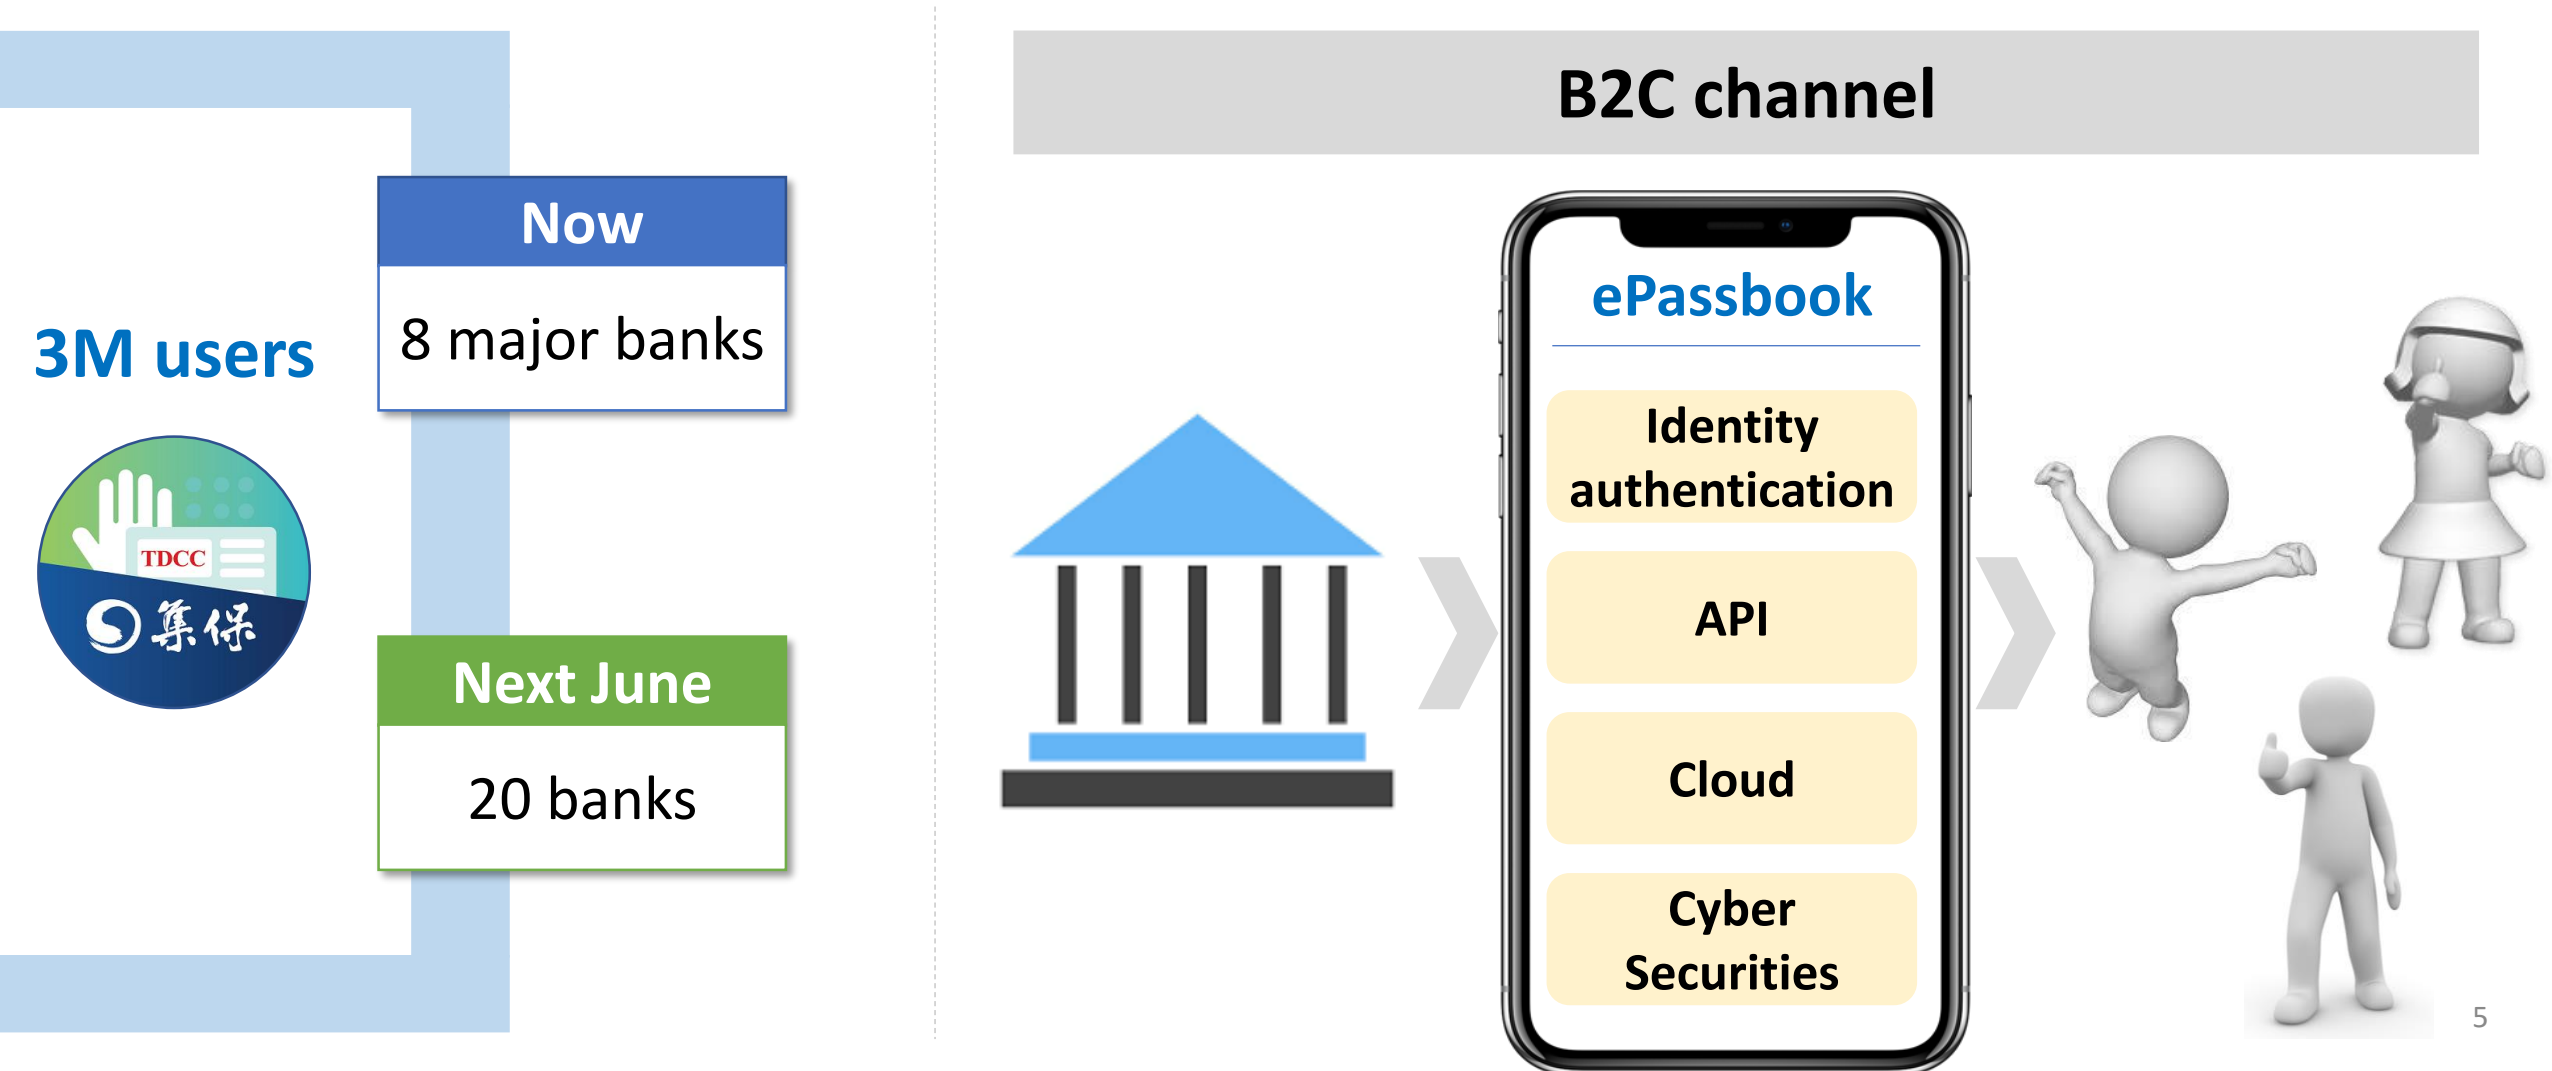 3M users
TDCC
集保
Now
8 major banks
Next June
20 banks
B2C channel
ePassbook
Identity
authentication
API
Cloud
Cyber
Securities
5